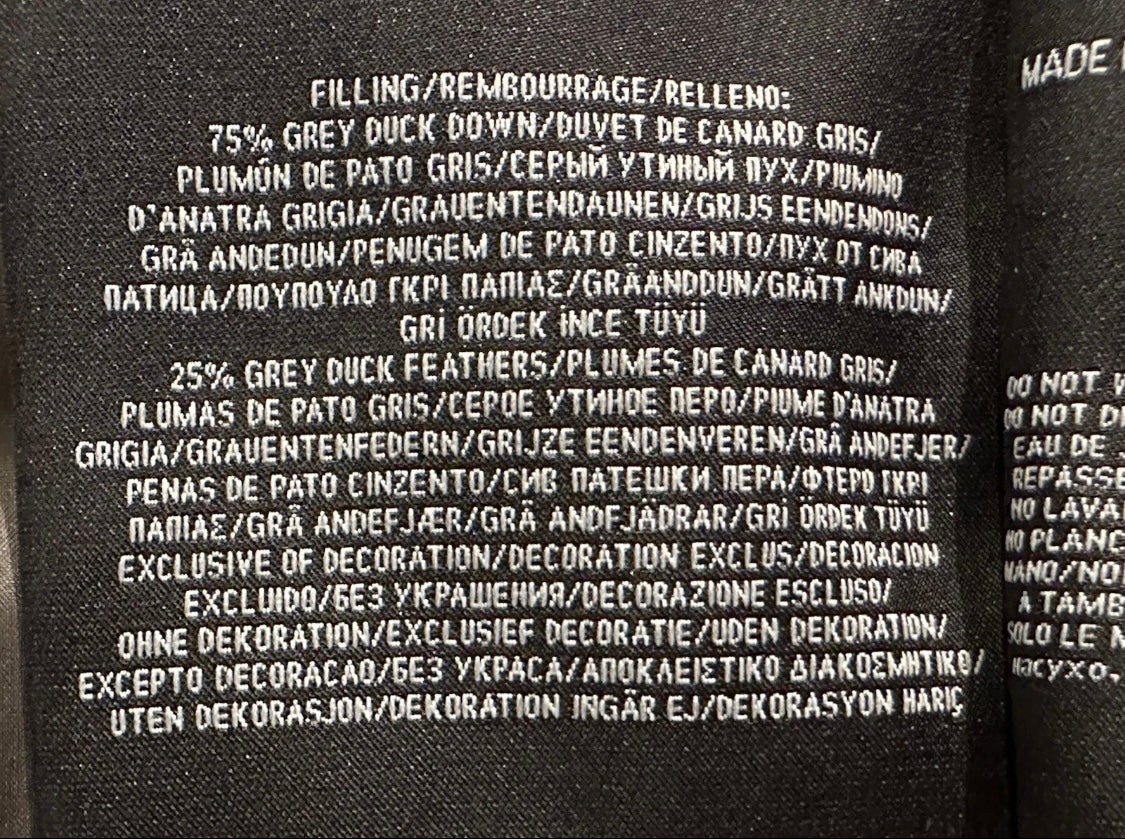 FILLING/REMBOURRAGE/RELLENO:
75% GREY DUCK DOWN/DUVET DE CANARD GRIS/
PLUMÛN DE PATO GRIS/СЕРЫЙ УТИНЫЙ ПУХ/PIUMINO
D'ANATRA GRIGIA/GRAUENTENDAUNEN/GRIJS EENDENDONS/
GRÅ ANDEDUN/PENUGEM DE PATO CINZENTO/ПУХ ОТ СИВА
ПАТИЦА/ΠΟΥΠΟΥΛΟ ΓΚΡΙ ΠΑΠΙΑΣ/GRÅANDDUN/GRÅTT ANKDUN/
GRİ ÖRDEK İNCE TÜYÜ
25% GREY DUCK FEATHERS/PLUMES DE CANARD GRIS/
PLUMAS DE PATO GRIS/СЕРОЕ УТИНОЕ ПЕРО/PIUME D'ANATRA
GRIGIA/GRAUENTENFEDERN/GRIJZE EENDENVEREN/GRÅ ANDEFJER/
PENAS DE PATO CINZENTO/СИВ ПАТЕШКИ ПЕРА/ΦΤΕΡΟ ΓΚΡΙ
ΠΑΠΙΑΣ/GRÅ ANDEFJÆR/GRÅ ANDFJÄDRAR/GRİ ÖRDEK TÜYÜ
EXCLUSIVE OF DECORATION/DECORATION EXCLUS/DECORACION
EXCLUIDO/БЕЗ УКРАШЕНИЯ/DECORAZIONE ESCLUSO/
OHNE DEKORATION/EXCLUSIEF DECORATIE/UDEN DEKORATION/
EXCEPTO DECORACAO/БЕЗ УКРАСА/ΑΠΟΚΛΕΙΣΤΙΚΟ ΔΙΑΚΟΣΜΗΤΙΚΟ/
UTEN DEKORASJON/DEKORATION INGÅR EJ/DEKORASYON HARIÇ
MADE
DO NOT
DO NOT
EAU DE
REPASSE
NO LAVA
NO PLANC
MANO/NO
A TAMB
SOLO LE
насухо.